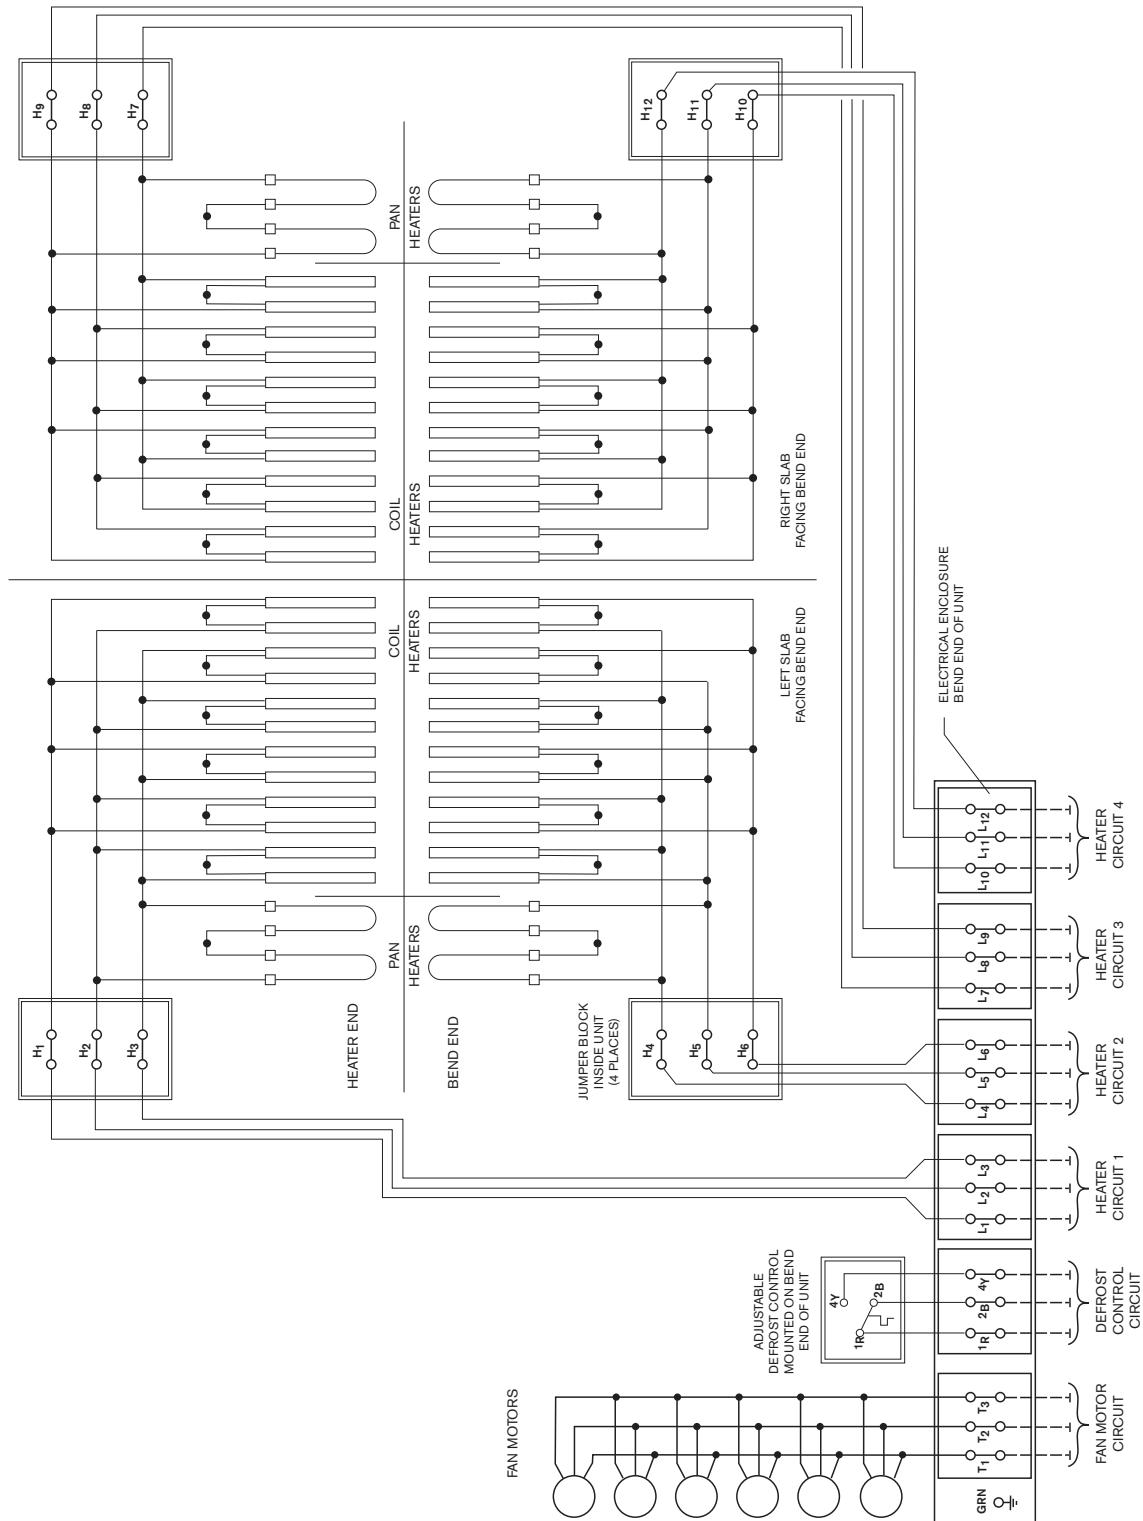 H9
H8
H7
H12
H11
H10
PAN
HEATERS
COIL
HEATERS
RIGHT SLAB
FACING BEND END
COIL
HEATERS
LEFT SLAB
FACING BEND END
PAN
HEATERS
H1
H2
H3
HEATER END
BEND END
JUMPER BLOCK
INSIDE UNIT
(4 PLACES)
H4
H5
H6
ELECTRICAL ENCLOSURE
BEND END OF UNIT
L12
L11
L10
HEATER
CIRCUIT 4
L9
L8
L7
HEATER
CIRCUIT 3
L6
L5
L4
HEATER
CIRCUIT 2
L3
L2
L1
HEATER
CIRCUIT 1
ADJUSTABLE
DEFROST CONTROL
MOUNTED ON BEND
END OF UNIT
4Y
2B
1R
4Y
2B
1R
DEFROST
CONTROL
CIRCUIT
FAN MOTORS
T3
T2
T1
FAN MOTOR
CIRCUIT
GRN